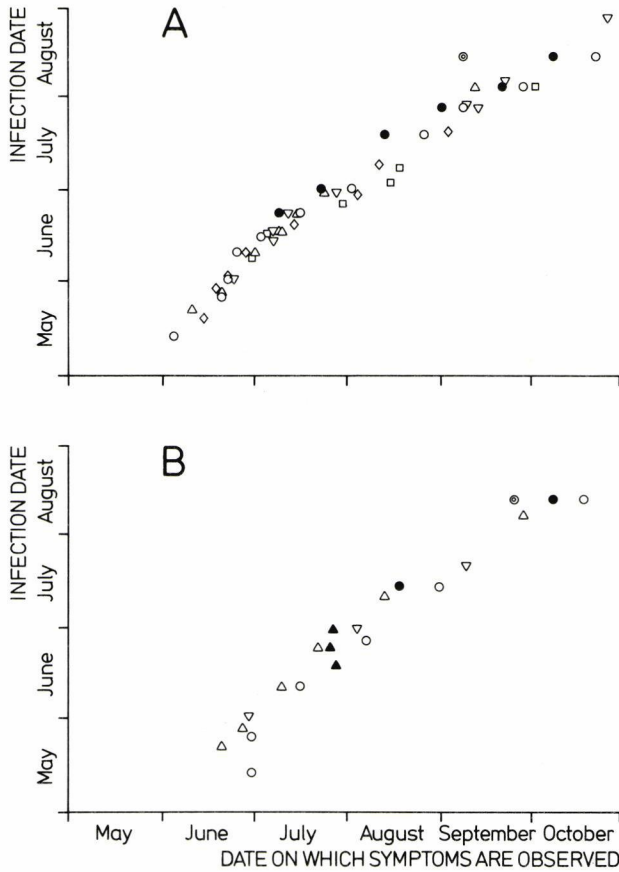 A
INFECTION DATE
August
July
June
May
B
INFECTION DATE
August
July
June
May
May June July August September October
DATE ON WHICH SYMPTOMS ARE OBSERVED